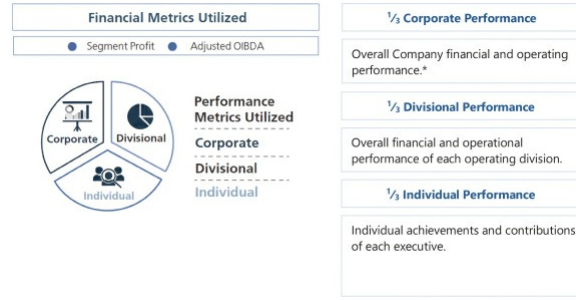 Financial Metrics Utilized
● Segment Profit ● Adjusted OIBDA
Corporate
Divisional
Individual
Performance
Metrics Utilized
Corporate
Divisional
Individual
⅓ Corporate Performance
Overall Company financial and operating
performance.*
⅓ Divisional Performance
Overall financial and operational
performance of each operating division.
⅓ Individual Performance
Individual achievements and contributions
of each executive.